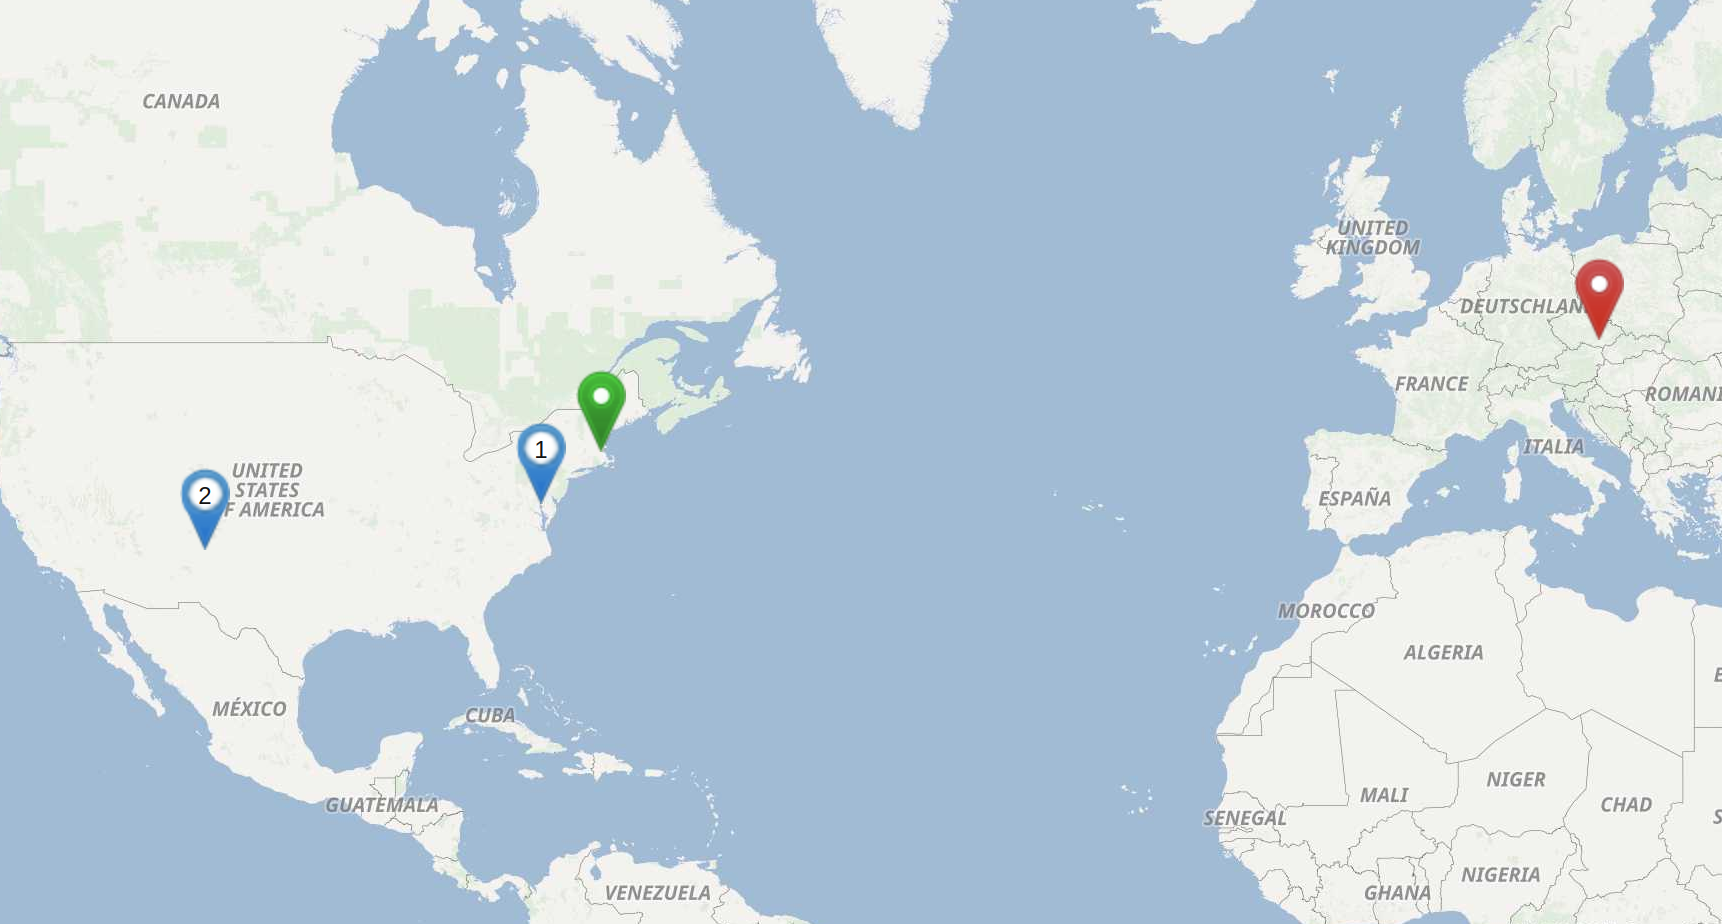 CANADA
UNITED
KINGDOM
DEUTSCHLAN
FRANCE
ROMANI
1
ITALIA
2
UNITED
STATES
F AMERICA
ESPAÑA
MOROCCO
ALGERIA
E
MÉXICO
CUBA
NIGER
MALI
CHAD
GUATEMALA
SENEGAL
S
NIGERIA
VENEZUELA
GHANA